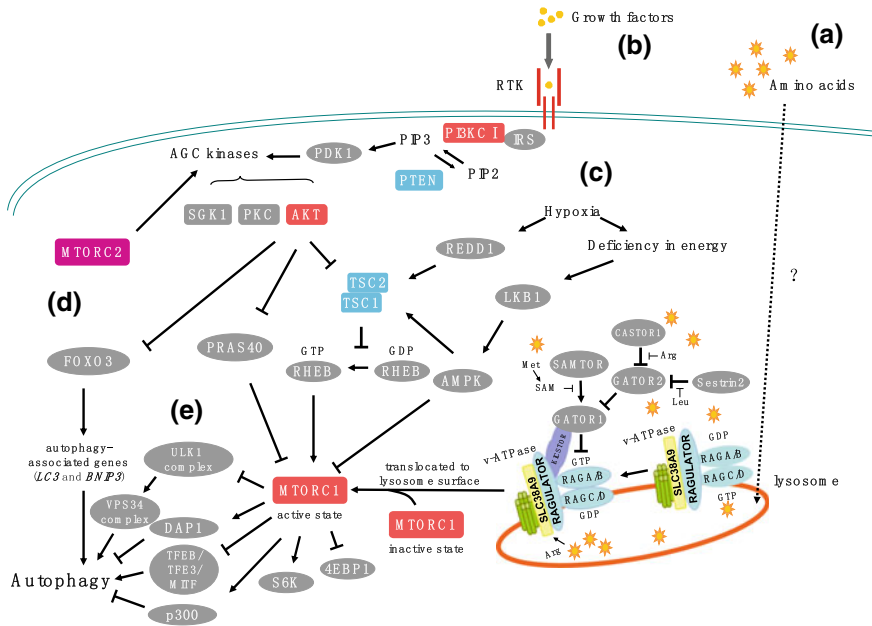 Growth factors
(a)
(b)
RTK
Amino acids
PI3KC I
IRS
PIP3
PDK1
AGC kinases
PTEN
PIP2
(c)
SGK1
PKC
AKT
Hypoxia
MTORC2
REDD1
Deficiency in energy
TSC2
TSC1
?
LKB1
(d)
CASTOR1
PRAS40
FOXO3
GTP
GDP
RHEB
RHEB
AMPK
Met
SAM
SAMTOR
Arg
GATOR2
Sestrin2
Leu
(e)
GATOR1
autophagy-
associated genes
(LC3 and BNIP3)
ULK1
complex
v-ATPase
v-ATPase
GDP
GTP
RAGA/B
RAGC/D
GDP
RAGA/B
RAGC/D
GTP
SLC38A9
RAGULATOR
SLC38A9
RAGULATOR
lysosome
translocated to
lysosome surface
MTORC1
active state
MTORC1
inactive state
VPS34
complex
DAP1
TFEB/
TFE3/
MITF
Arg
Autophagy
S6K
4EBP1
p300